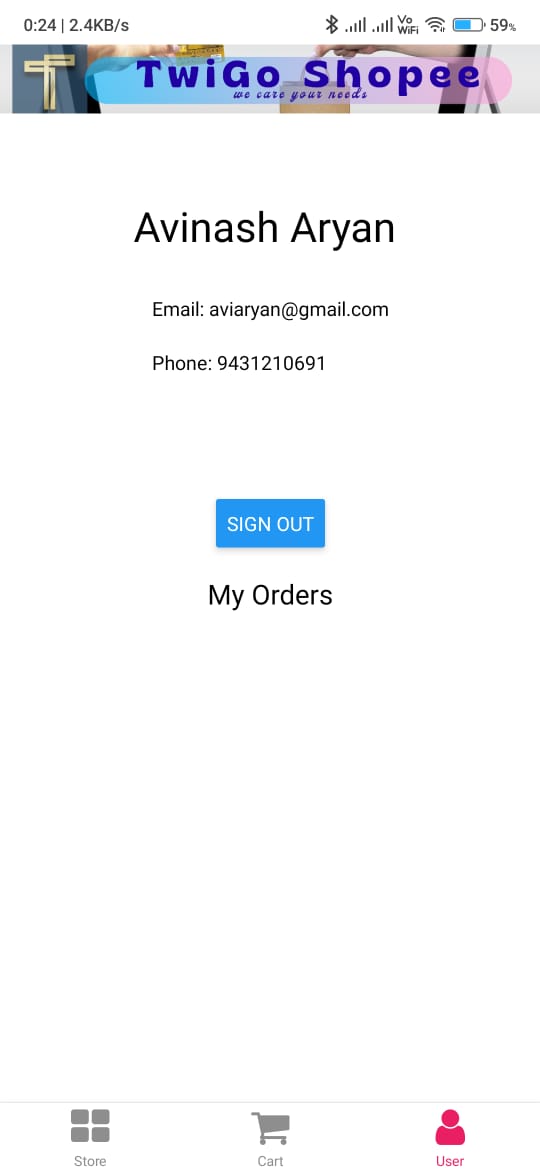 0:24 | 2.4KB/s
Vo
WiFi
59%
T
TwiGo Shopee
we care your needs
Avinash Aryan
Email: aviaryan@gmail.com
Phone: 9431210691
SIGN OUT
My Orders
Store
Cart
User